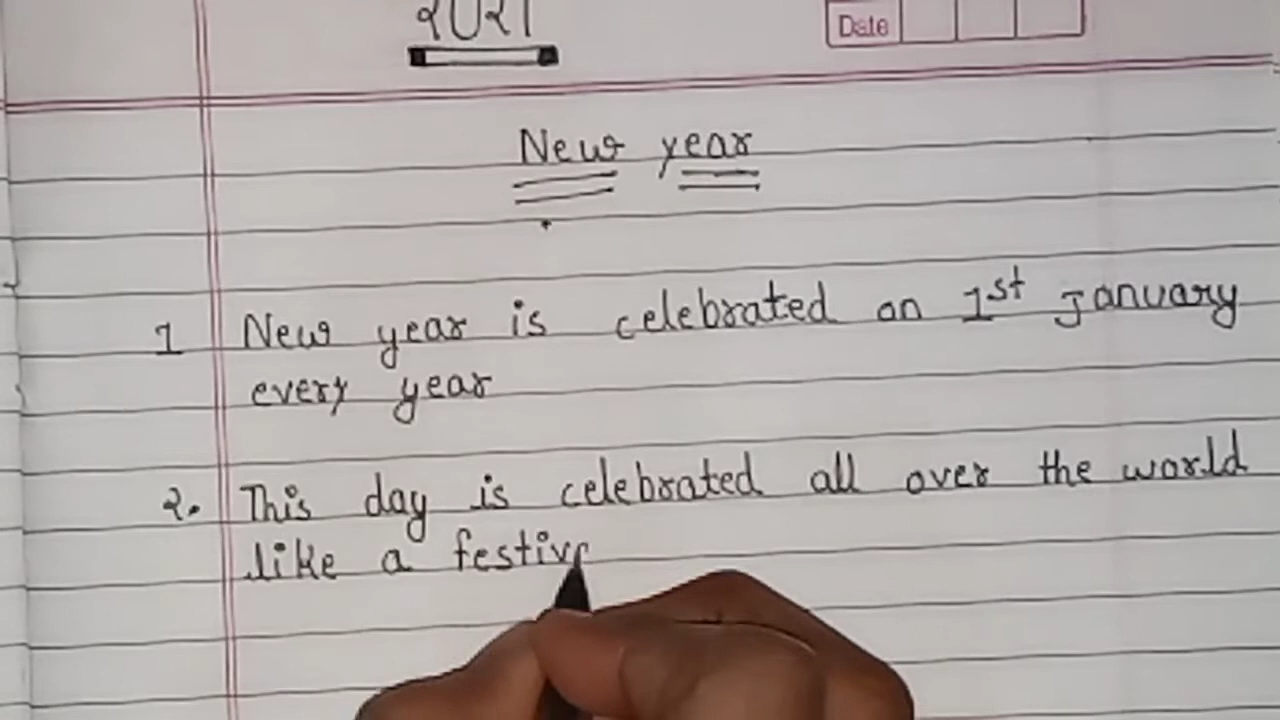 2021
Date
New year
1 New year is celebrated on 1st January
every year
2. This day is celebrated all over the world
like a festiv